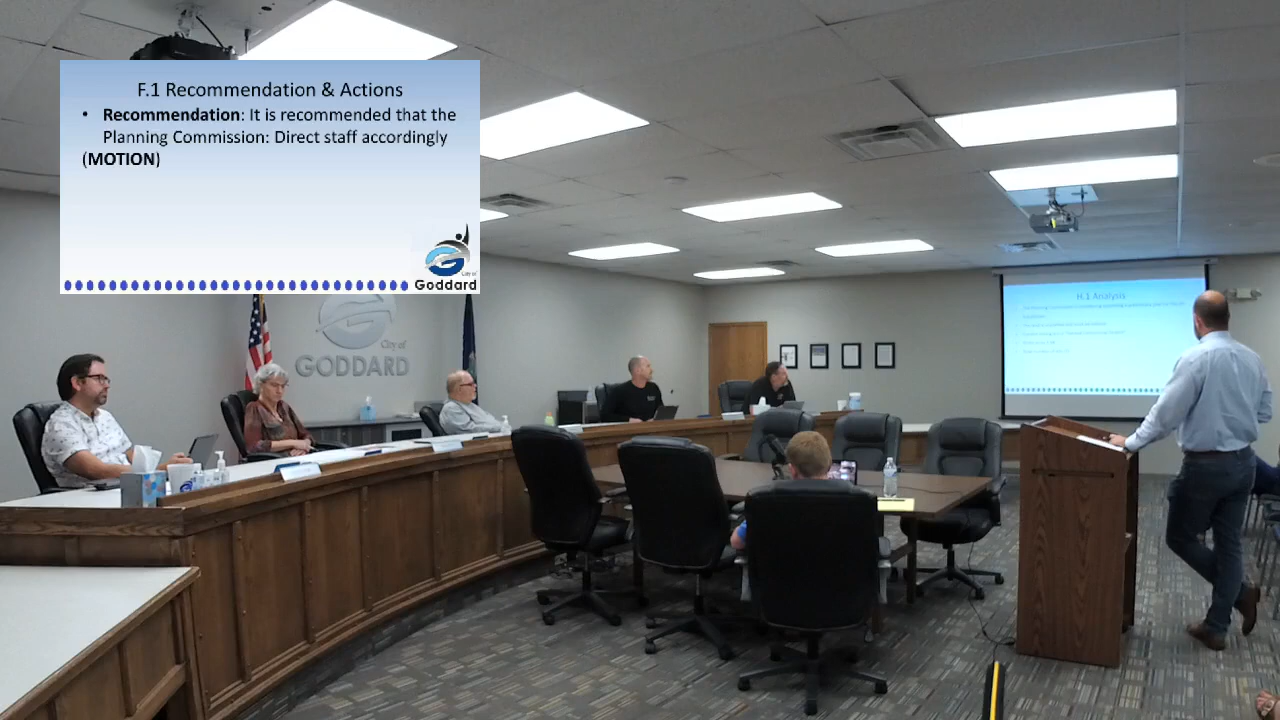 F.1 Recommendation & Actions
• Recommendation: It is recommended that the
Planning Commission: Direct staff accordingly
(MOTION)
City of
Goddard
City of
GODDARD
H.1 Analysis